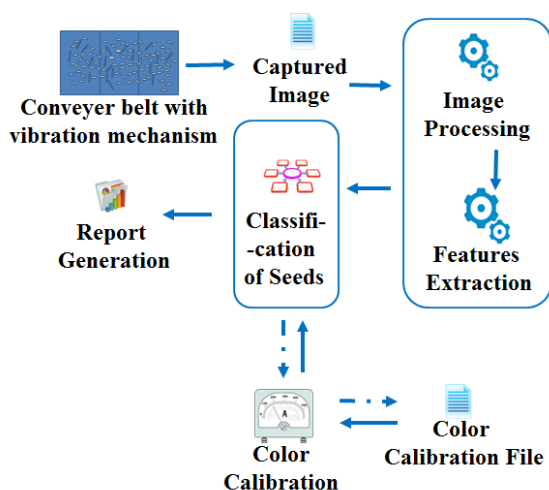 Conveyer belt with
vibration mechanism
Captured
Image
Image
Processing
Features
Extraction
Classifi-
-cation
of Seeds
Report
Generation
A
Color
Calibration
Color
Calibration File